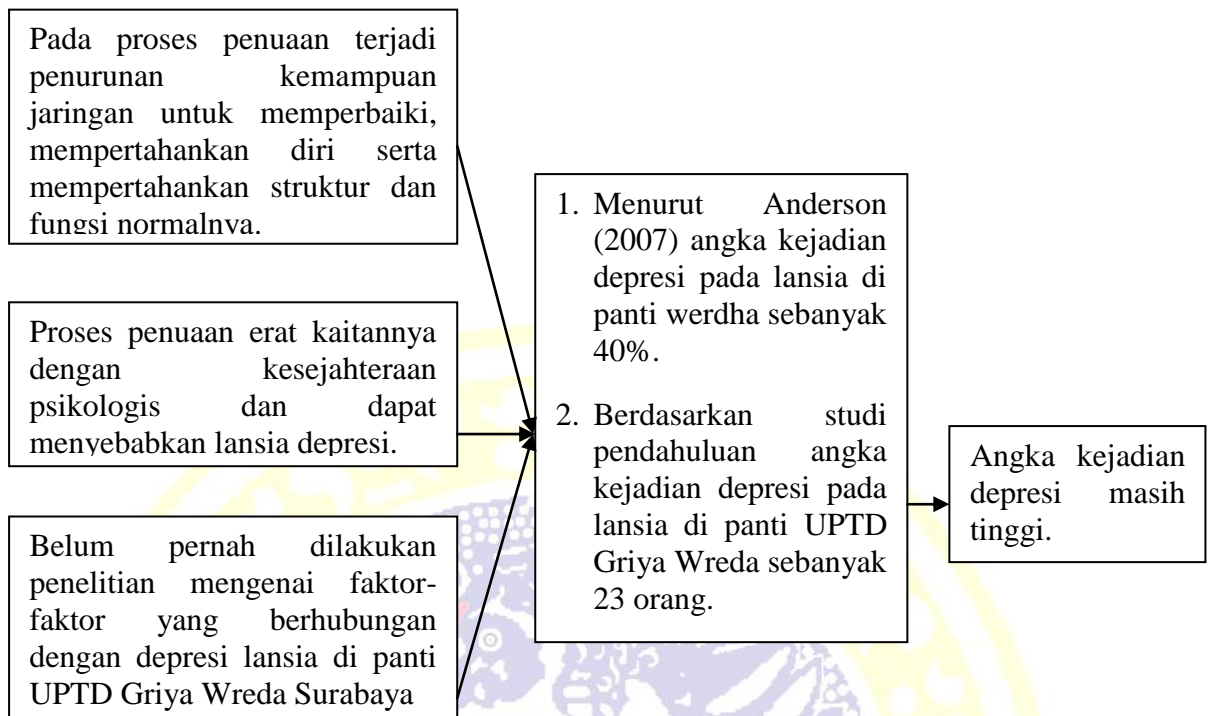 Pada proses penuaan terjadi
penurunan kemampuan
jaringan untuk memperbaiki,
mempertahankan diri serta
mempertahankan struktur dan
fungsi normalnya.
Proses penuaan erat kaitannya
dengan kesejahteraan
psikologis dan dapat
menyebabkan lansia depresi.
Belum pernah dilakukan
penelitian mengenai faktor-
faktor yang berhubungan
dengan depresi lansia di panti
UPTD Griya Wreda Surabaya
1. Menurut Anderson
(2007) angka kejadian
depresi pada lansia di
panti werdha sebanyak
40%.
2. Berdasarkan studi
pendahuluan angka
kejadian depresi pada
lansia di panti UPTD
Griya Wreda sebanyak
23 orang.
Angka kejadian
depresi masih
tinggi.